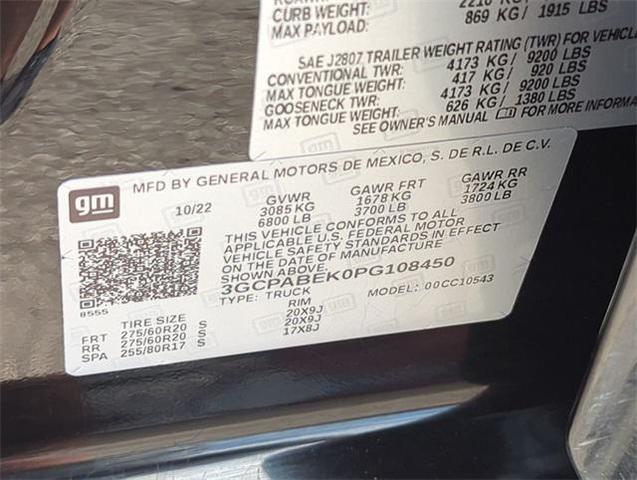 CURB WEIGHT:
MAX PAYLOAD: 869 KG / 1915 LBS
SAE J2807 TRAILER WEIGHT RATING (TWR) FOR VEHICLE
CONVENTIONAL TWR: 4173 KG / 9200 LBS
MAX TONGUE WEIGHT: 417 KG / 920 LBS
GOOSENECK TWR: 4173 KG / 9200 LBS
MAX TONGUE WEIGHT: 626 KG / 1380 LBS
SEE OWNER'S MANUAL FOR MORE INFORMA
gm
MFD BY GENERAL MOTORS DE MEXICO, S. DE R.L. DE C.V.
10/22 GVWR GAWR FRT GAWR RR
3085 KG 1678 KG 1724 KG
6800 LB 3700 LB 3800 LB
THIS VEHICLE CONFORMS TO ALL
APPLICABLE U.S. FEDERAL MOTOR
VEHICLE SAFETY STANDARDS IN EFFECT
ON THE DATE OF MANUFACTURE
SHOWN ABOVE.
3GCPABEK0PG108450
8555 TYPE: TRUCK MODEL: 00CC10543
TIRE SIZE RIM
FRT 275/60R20 S 20X9J
RR 275/60R20 S 20X9J
SPA 255/80R17 S 17X8J